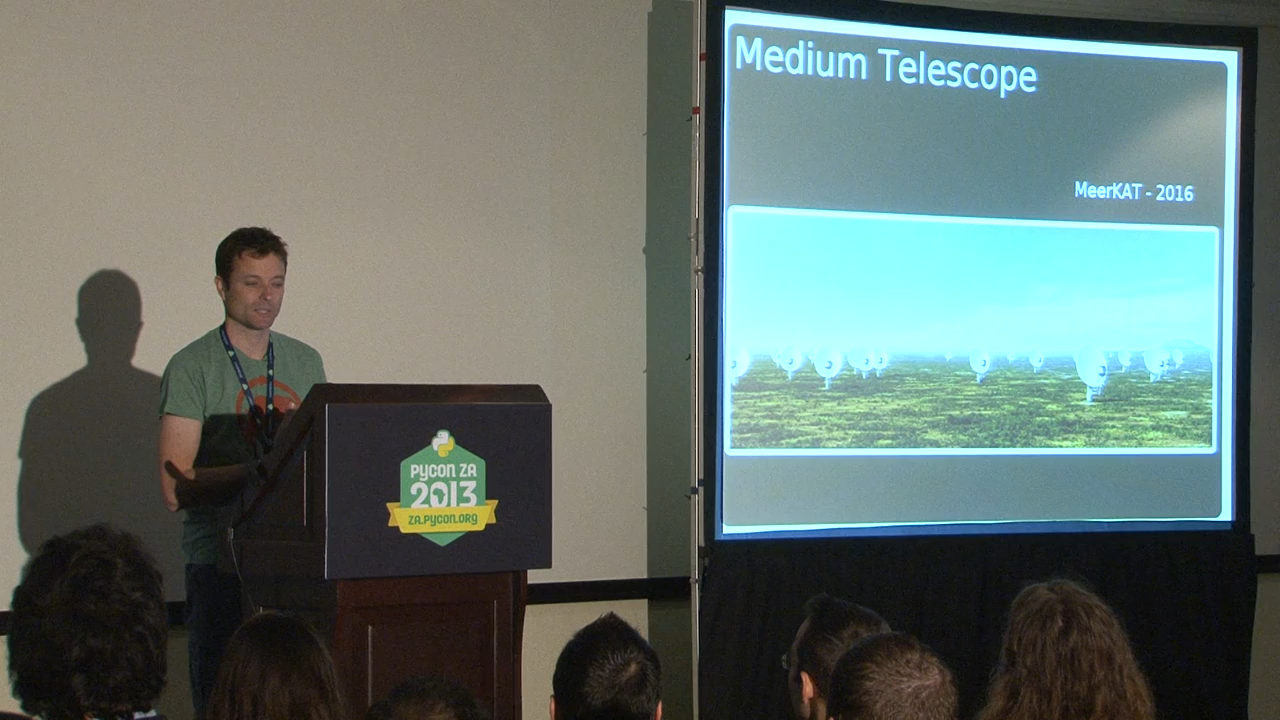 Medium Telescope
MeerKAT - 2016
PYCON ZA
2013
ZA.PYCON.ORG